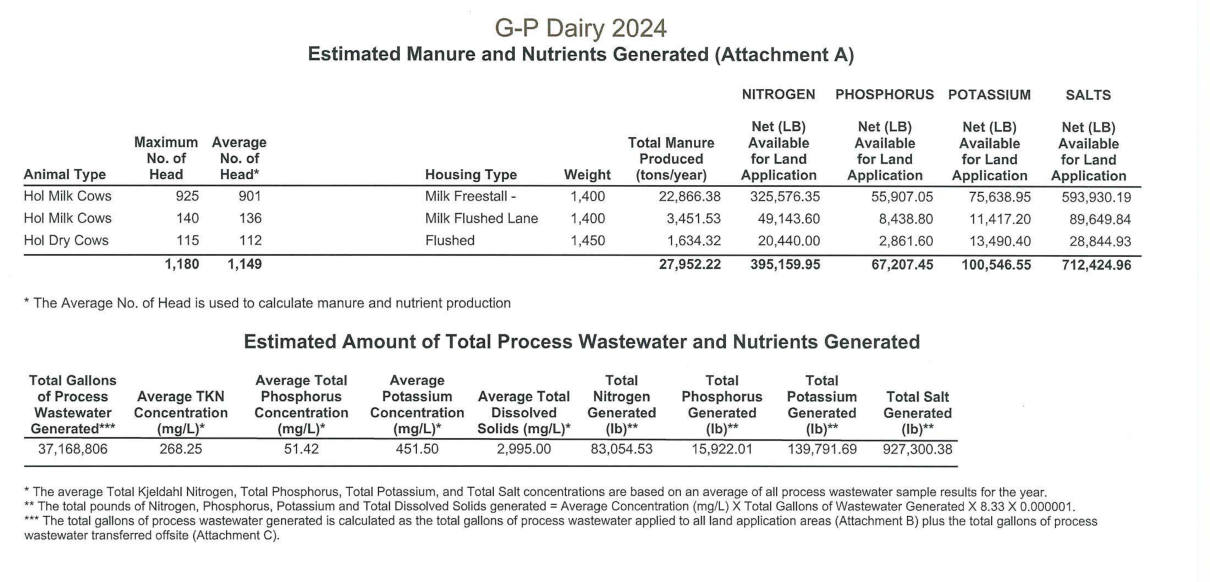 G-P Dairy 2024
Estimated Manure and Nutrients Generated (Attachment A)
NITROGEN PHOSPHORUS POTASSIUM SALTS
Animal Type Maximum No. of Head Average No. of Head* Housing Type Weight Total Manure Produced (tons/year) Net (LB) Available for Land Application Net (LB) Available for Land Application Net (LB) Available for Land Application Net (LB) Available for Land Application
Hol Milk Cows 925 901 Milk Freestall - 1,400 22,866.38 325,576.35 55,907.05 75,638.95 593,930.19
Hol Milk Cows 140 136 Milk Flushed Lane 1,400 3,451.53 49,143.60 8,438.80 11,417.20 89,649.84
Hol Dry Cows 115 112 Flushed 1,450 1,634.32 20,440.00 2,861.60 13,490.40 28,844.93
1,180 1,149 27,952.22 395,159.95 67,207.45 100,546.55 712,424.96
* The Average No. of Head is used to calculate manure and nutrient production
Estimated Amount of Total Process Wastewater and Nutrients Generated
Total Gallons of Process Wastewater Generated*** Average TKN Concentration (mg/L)* Average Total Phosphorus Concentration (mg/L)* Average Potassium Concentration (mg/L)* Average Total Dissolved Solids (mg/L)* Total Nitrogen Generated (lb)** Total Phosphorus Generated (lb)** Total Potassium Generated (lb)** Total Salt Generated (lb)**
37,168,806 268.25 51.42 451.50 2,995.00 83,054.53 15,922.01 139,791.69 927,300.38
* The average Total Kjeldahl Nitrogen, Total Phosphorus, Total Potassium, and Total Salt concentrations are based on an average of all process wastewater sample results for the year.
** The total pounds of Nitrogen, Phosphorus, Potassium and Total Dissolved Solids generated = Average Concentration (mg/L) X Total Gallons of Wastewater Generated X 8.33 X 0.000001.
*** The total gallons of process wastewater generated is calculated as the total gallons of process wastewater applied to all land application areas (Attachment B) plus the total gallons of process
wastewater transferred offsite (Attachment C).